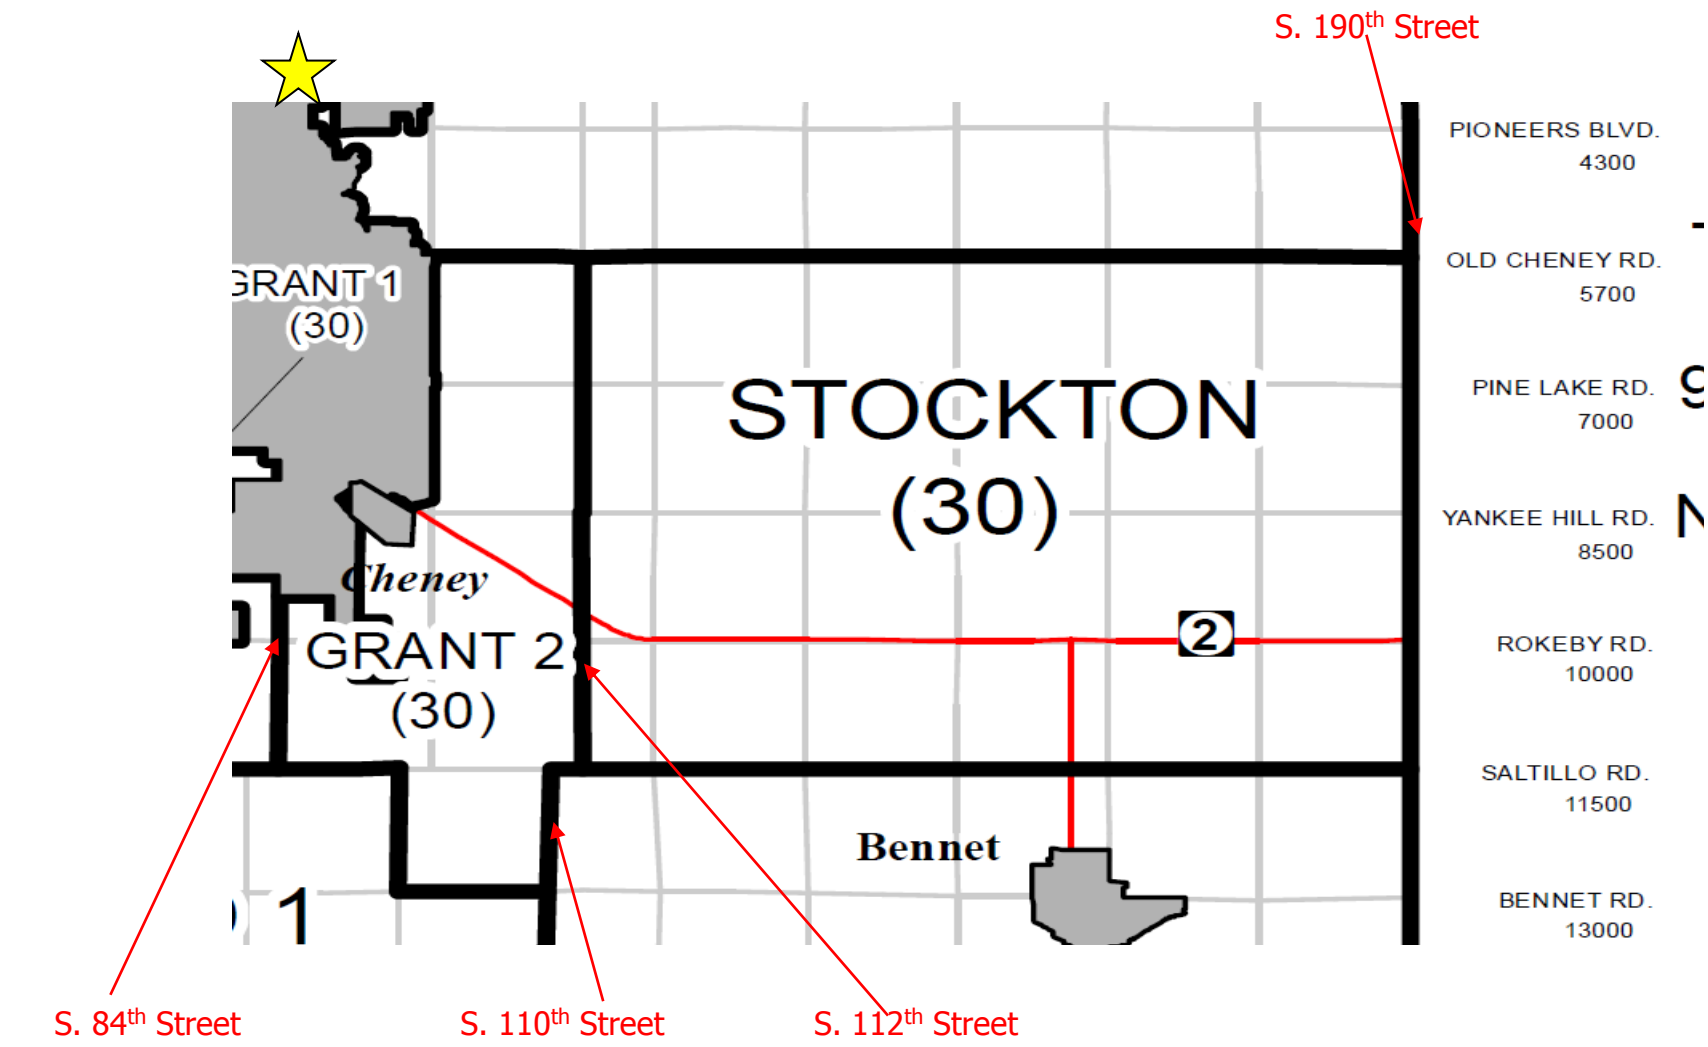 S. 190th Street
PIONEERS BLVD.
4300
OLD CHENEY RD.
5700
GRANT 1
(30)
STOCKTON
(30)
PINE LAKE RD.
7000
9
YANKEE HILL RD.
8500
N
Cheney
GRANT 2
(30)
2
ROKEBY RD.
10000
SALTILLO RD.
11500
Bennet
1
BENNET RD.
13000
S. 84th Street
S. 110th Street
S. 112th Street